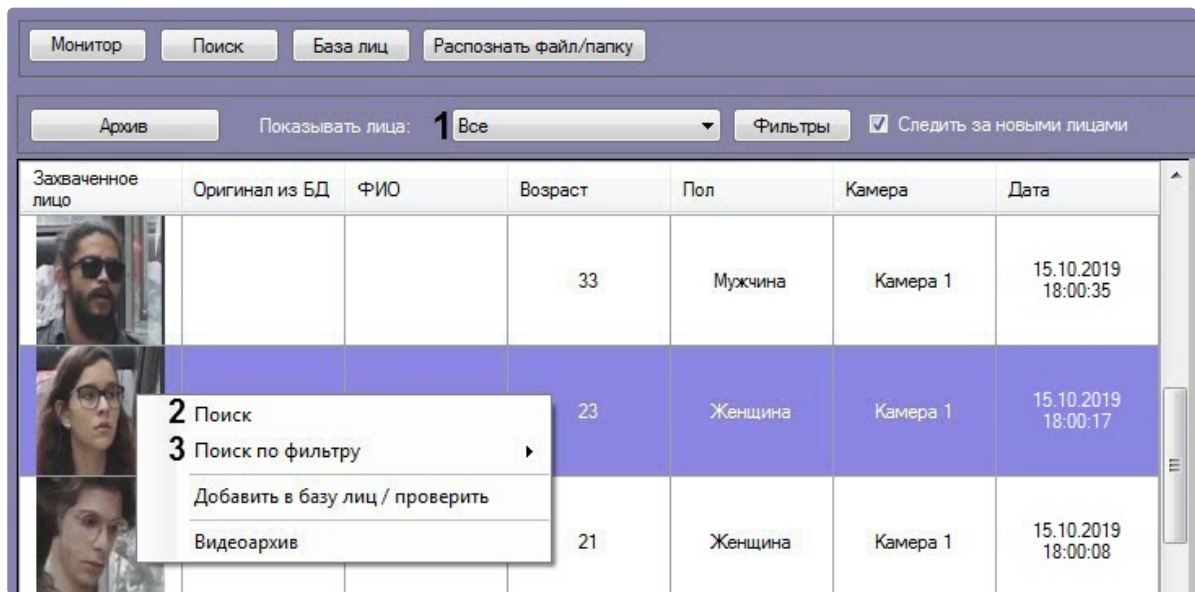 Монитор Поиск База лиц Распознать файл/папку
Архив Показывать лица: 1 Все Фильтры Следить за новыми лицами
Захваченное лицо Оригинал из БД ФИО Возраст Пол Камера Дата
33 Мужчина Камера 1 15.10.2019 18:00:35
23 Женщина Камера 1 15.10.2019 18:00:17
2 Поиск
3 Поиск по фильтру
Добавить в базу лиц / проверить
Видеоархив
21 Женщина Камера 1 15.10.2019 18:00:08